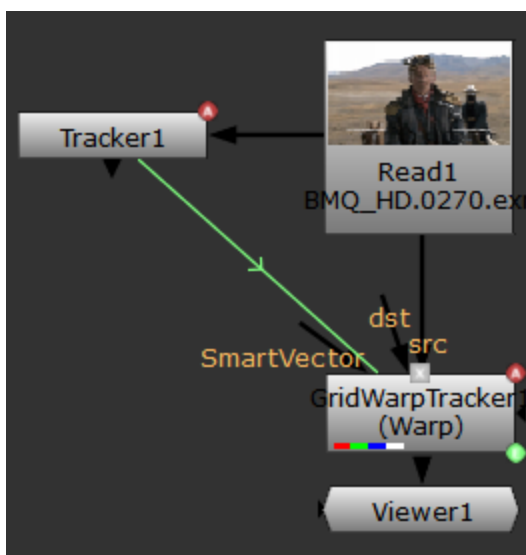 A
Tracker1
Read1
BMQ_HD.0270.ex
dst
src
SmartVector
X
A
GridWarpTracker1
(Warp)
E
Viewer1